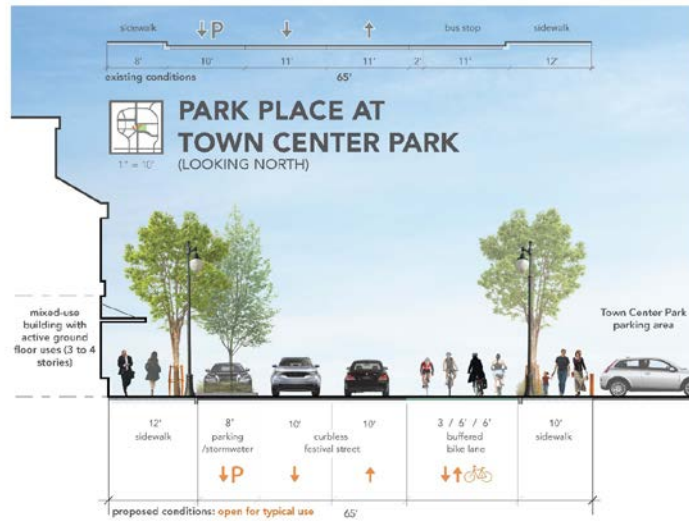 sidewalk P bus stop sidewalk
8' 10' 11' 11' 2' 11' 12'
existing conditions 65'
PARK PLACE AT
TOWN CENTER PARK
(LOOKING NORTH)
1" = 10'
mixed-use
building with
active ground
floor uses (3 to 4
stories)
Town Center Park
parking area
12' 8' 10' 10' 3 / 6' / 6' 10'
sidewalk parking curbless buffered sidewalk
/stormwater festival street bike lane
P
proposed conditions: open for typical use 65'